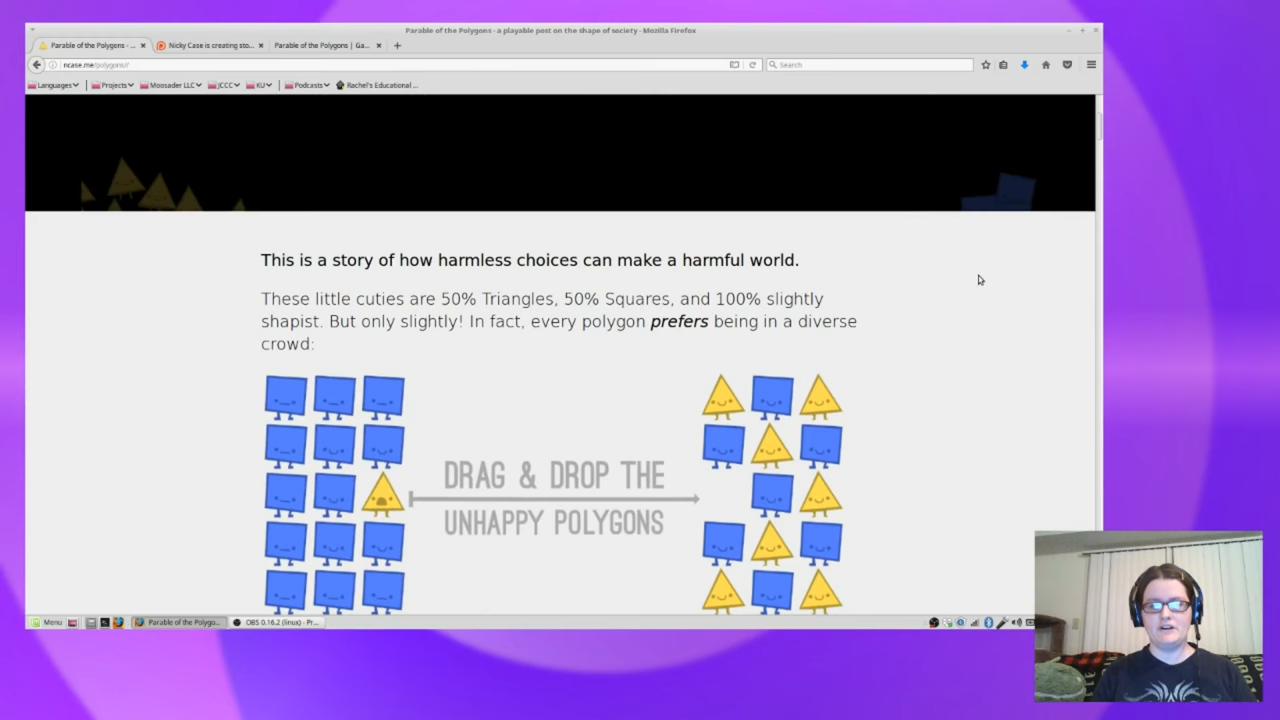 Parable of the Polygons - a playable post on the shape of society - Mozilla Firefox
Parable of the Polygons - ...
Nicky Case is creating sto...
Parable of the Polygons | Ga...
ncase.me/polygons/
Search
Languages
Projects
Moosader LLC
JCCC
KU
Podcasts
Rachel's Educational ...
This is a story of how harmless choices can make a harmful world.
These little cuties are 50% Triangles, 50% Squares, and 100% slightly
shapist. But only slightly! In fact, every polygon prefers being in a diverse
crowd:
DRAG & DROP THE
UNHAPPY POLYGONS
Menu
Parable of the Polygo...
OBS 0.16.2 (linux) - Pr...